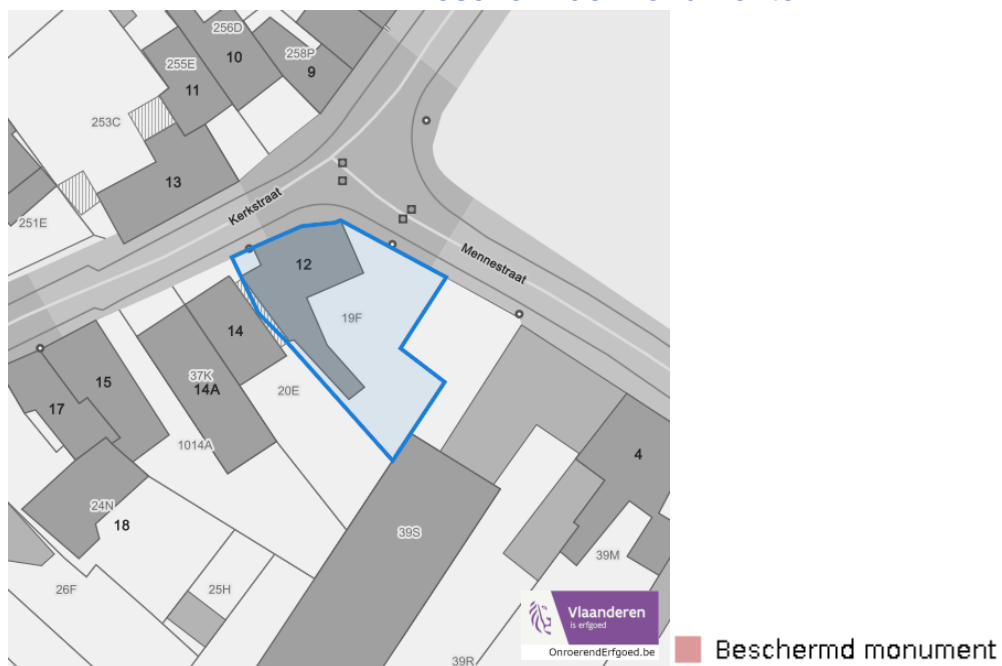 256D
10
258P
9
255E
11
253C
13
251E
Kerkstraat
12
Mennestraat
19F
14
37K
14A
20E
15
17
1014A
4
24N
18
39S
39M
26F
25H
39R
Vlaanderen
is erfgoed
OnroerendErfgoed.be
Beschermd monument